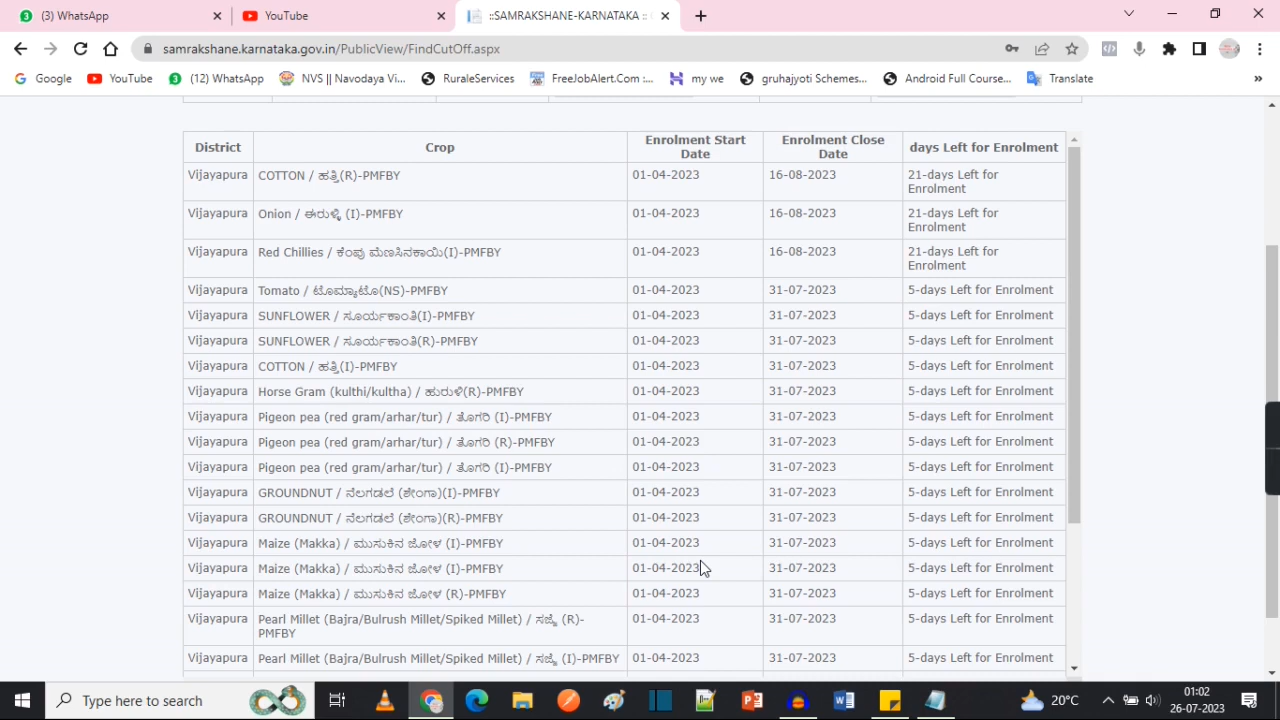 (3) WhatsApp
YouTube
::SAMRAKSHANE-KARNATAKA ::
samrakshane.karnataka.gov.in/PublicView/FindCutOff.aspx
Google YouTube (12) WhatsApp NVS || Navodaya Vi... RuraleServices FreeJobAlert.Com :... my we gruhajyoti Schemes... Android Full Course... Translate »
District Crop Enrolment Start Date Enrolment Close Date days Left for Enrolment
Vijayapura COTTON / ಹತ್ತಿ(R)-PMFBY 01-04-2023 16-08-2023 21-days Left for Enrolment
Vijayapura Onion / ಈರುಳ್ಳಿ (I)-PMFBY 01-04-2023 16-08-2023 21-days Left for Enrolment
Vijayapura Red Chillies / ಕೆಂಪು ಮೆಣಸಿನಕಾಯಿ(I)-PMFBY 01-04-2023 16-08-2023 21-days Left for Enrolment
Vijayapura Tomato / ಟೊಮ್ಯಾಟೊ(NS)-PMFBY 01-04-2023 31-07-2023 5-days Left for Enrolment
Vijayapura SUNFLOWER / ಸೂರ್ಯಕಾಂತಿ(I)-PMFBY 01-04-2023 31-07-2023 5-days Left for Enrolment
Vijayapura SUNFLOWER / ಸೂರ್ಯಕಾಂತಿ(R)-PMFBY 01-04-2023 31-07-2023 5-days Left for Enrolment
Vijayapura COTTON / ಹತ್ತಿ(I)-PMFBY 01-04-2023 31-07-2023 5-days Left for Enrolment
Vijayapura Horse Gram (kulthi/kultha) / ಹುರುಳಿ(R)-PMFBY 01-04-2023 31-07-2023 5-days Left for Enrolment
Vijayapura Pigeon pea (red gram/arhar/tur) / ತೊಗರಿ (I)-PMFBY 01-04-2023 31-07-2023 5-days Left for Enrolment
Vijayapura Pigeon pea (red gram/arhar/tur) / ತೊಗರಿ (R)-PMFBY 01-04-2023 31-07-2023 5-days Left for Enrolment
Vijayapura Pigeon pea (red gram/arhar/tur) / ತೊಗರಿ (I)-PMFBY 01-04-2023 31-07-2023 5-days Left for Enrolment
Vijayapura GROUNDNUT / ನೆಲಗಡಲೆ (ಶೇಂಗಾ)(I)-PMFBY 01-04-2023 31-07-2023 5-days Left for Enrolment
Vijayapura GROUNDNUT / ನೆಲಗಡಲೆ (ಶೇಂಗಾ)(R)-PMFBY 01-04-2023 31-07-2023 5-days Left for Enrolment
Vijayapura Maize (Makka) / ಮುಸುಕಿನ ಜೋಳ (I)-PMFBY 01-04-2023 31-07-2023 5-days Left for Enrolment
Vijayapura Maize (Makka) / ಮುಸುಕಿನ ಜೋಳ (I)-PMFBY 01-04-2023 31-07-2023 5-days Left for Enrolment
Vijayapura Maize (Makka) / ಮುಸುಕಿನ ಜೋಳ (R)-PMFBY 01-04-2023 31-07-2023 5-days Left for Enrolment
Vijayapura Pearl Millet (Bajra/Bulrush Millet/Spiked Millet) / ಸಜ್ಜೆ (R)-PMFBY 01-04-2023 31-07-2023 5-days Left for Enrolment
Vijayapura Pearl Millet (Bajra/Bulrush Millet/Spiked Millet) / ಸಜ್ಜೆ (I)-PMFBY 01-04-2023 31-07-2023 5-days Left for Enrolment
Type here to search
20°C
01:02
26-07-2023